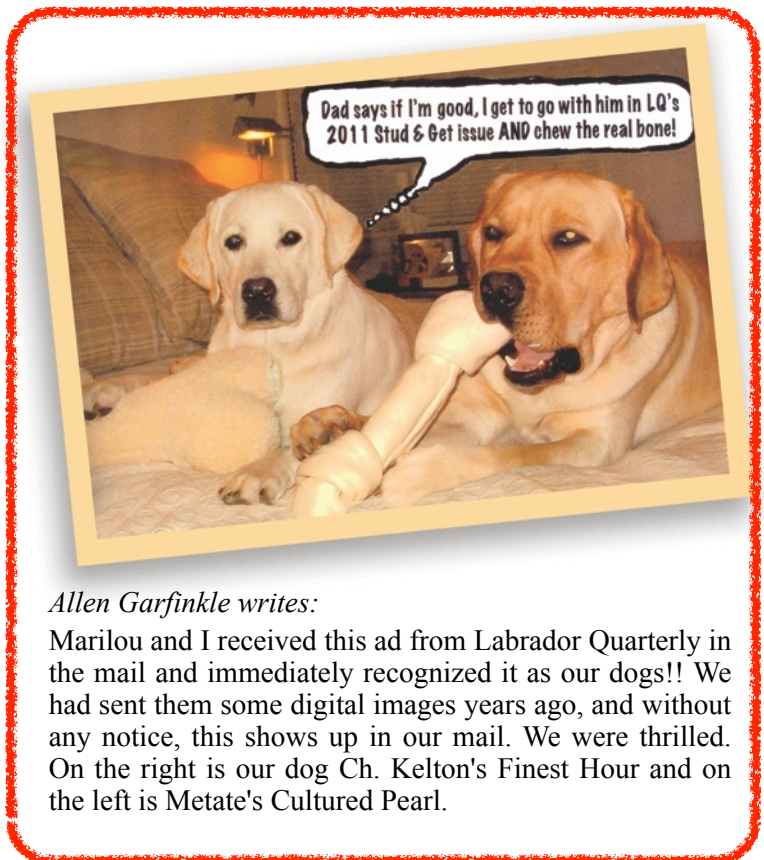 Dad says if I'm good, I get to go with him in LQ's
2011 Stud & Get issue AND chew the real bone!
Allen Garfinkle writes:
Marilou and I received this ad from Labrador Quarterly in
the mail and immediately recognized it as our dogs!! We
had sent them some digital images years ago, and without
any notice, this shows up in our mail. We were thrilled.
On the right is our dog Ch. Kelton's Finest Hour and on
the left is Metate's Cultured Pearl.